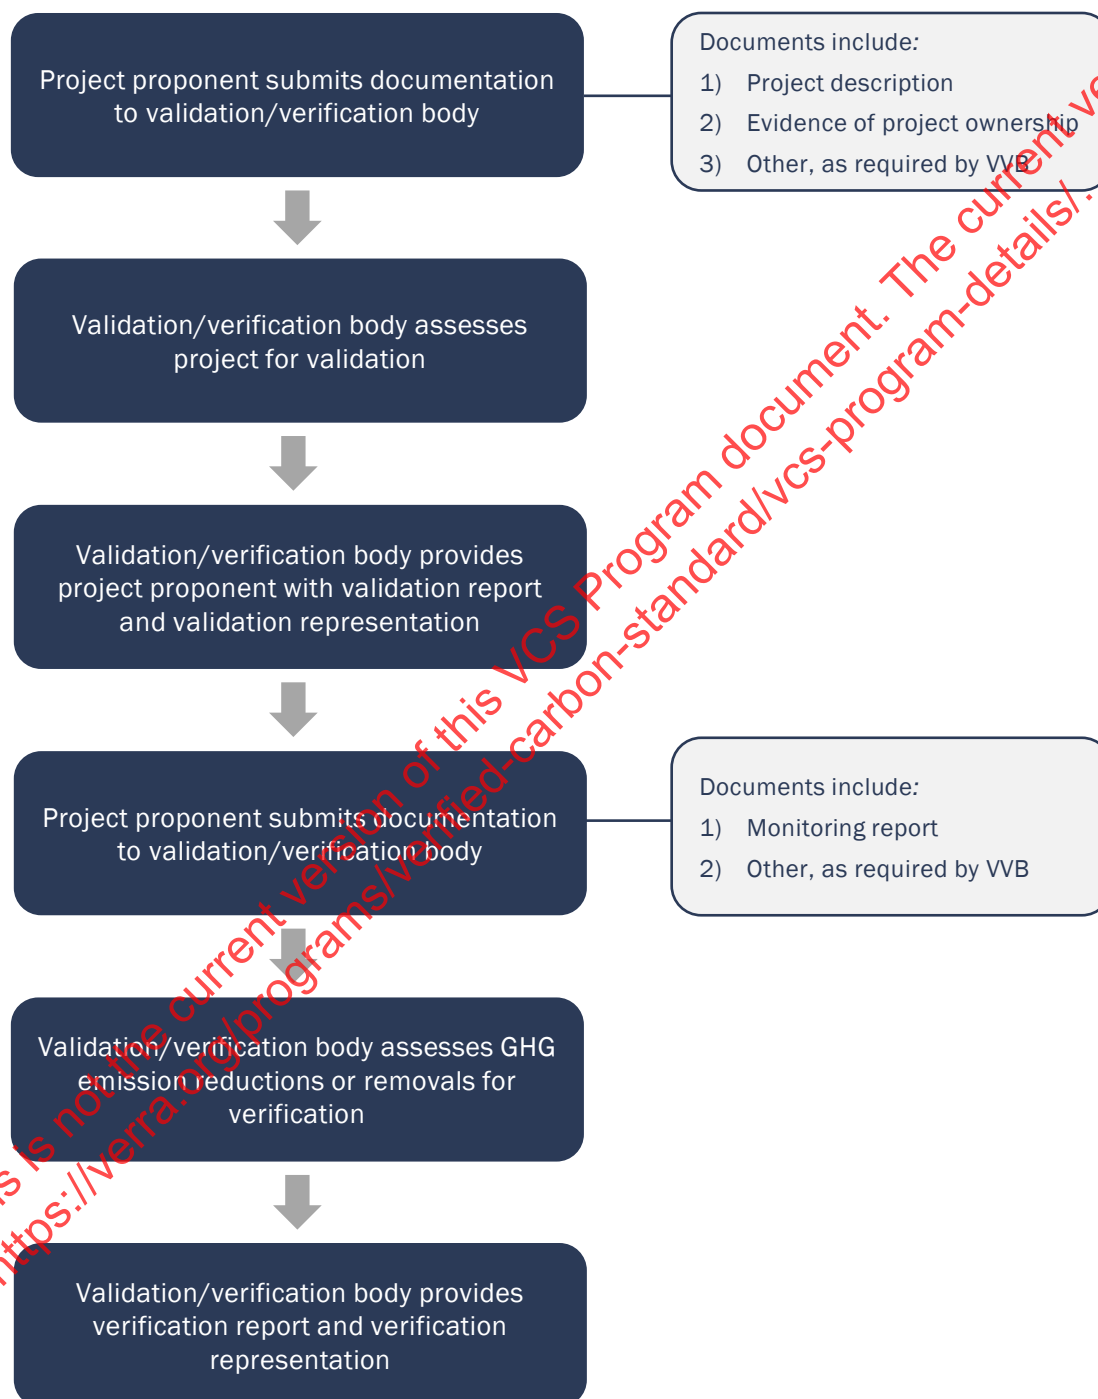 Project proponent submits documentation
to validation/verification body
Documents include:
1) Project description
2) Evidence of project ownership
3) Other, as required by VVB
Validation/verification body assesses
project for validation
Validation/verification body provides
project proponent with validation report
and validation representation
Project proponent submits documentation
to validation/verification body
Documents include:
1) Monitoring report
2) Other, as required by VVB
Validation/verification body assesses GHG
emission reductions or removals for
verification
Validation/verification body provides
verification report and verification
representation
is not the current version of this VCS Program document. The current
https://verra.org/programs/verified-carbon-standard/vcs-program-details/.